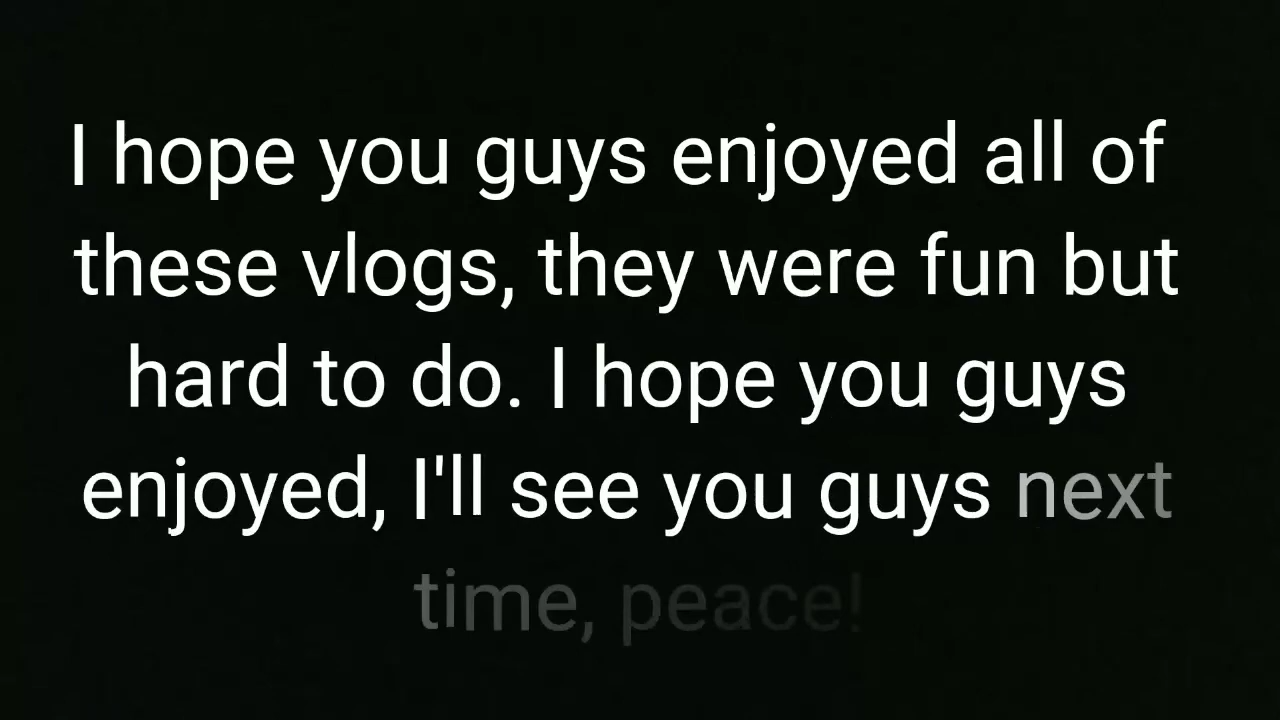 I hope you guys enjoyed all of
these vlogs, they were fun but
hard to do. I hope you guys
enjoyed, I'll see you guys next
time, peace!